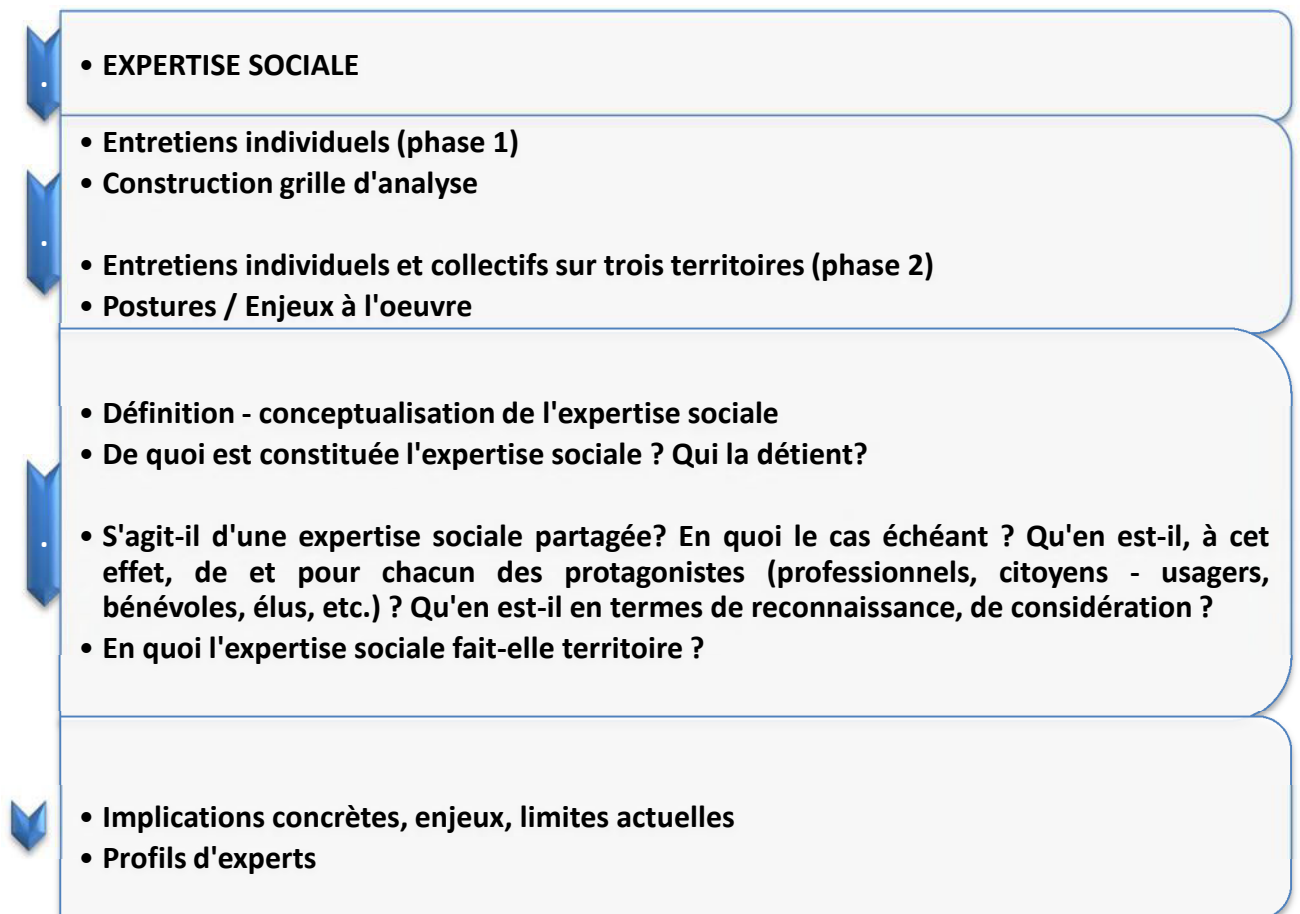 • EXPERTISE SOCIALE
• Entretiens individuels (phase 1)
• Construction grille d'analyse
• Entretiens individuels et collectifs sur trois territoires (phase 2)
• Postures / Enjeux à l'oeuvre
• Définition - conceptualisation de l'expertise sociale
• De quoi est constituée l'expertise sociale ? Qui la détient?
• S'agit-il d'une expertise sociale partagée? En quoi le cas échéant ? Qu'en est-il, à cet
effet, de et pour chacun des protagonistes (professionnels, citoyens - usagers,
bénévoles, élus, etc.) ? Qu'en est-il en termes de reconnaissance, de considération ?
• En quoi l'expertise sociale fait-elle territoire ?
• Implications concrètes, enjeux, limites actuelles
• Profils d'experts